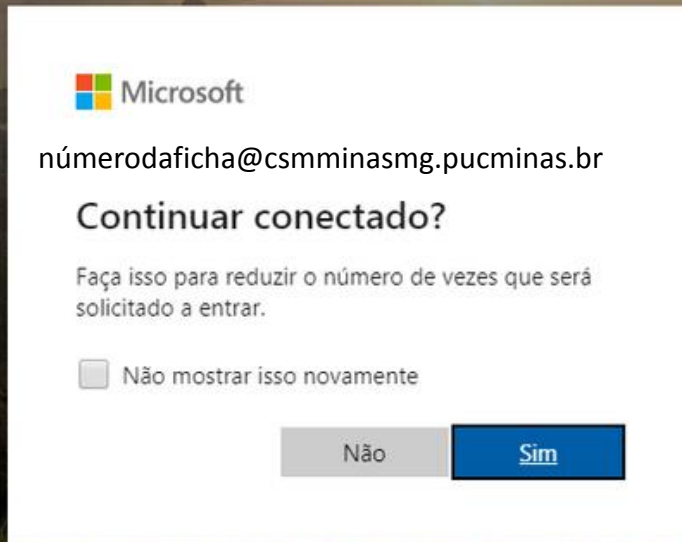 Microsoft
númerodaficha@csmminasmg.pucminas.br
Continuar conectado?
Faça isso para reduzir o número de vezes que será
solicitado a entrar.
Não mostrar isso novamente
Não
Sim